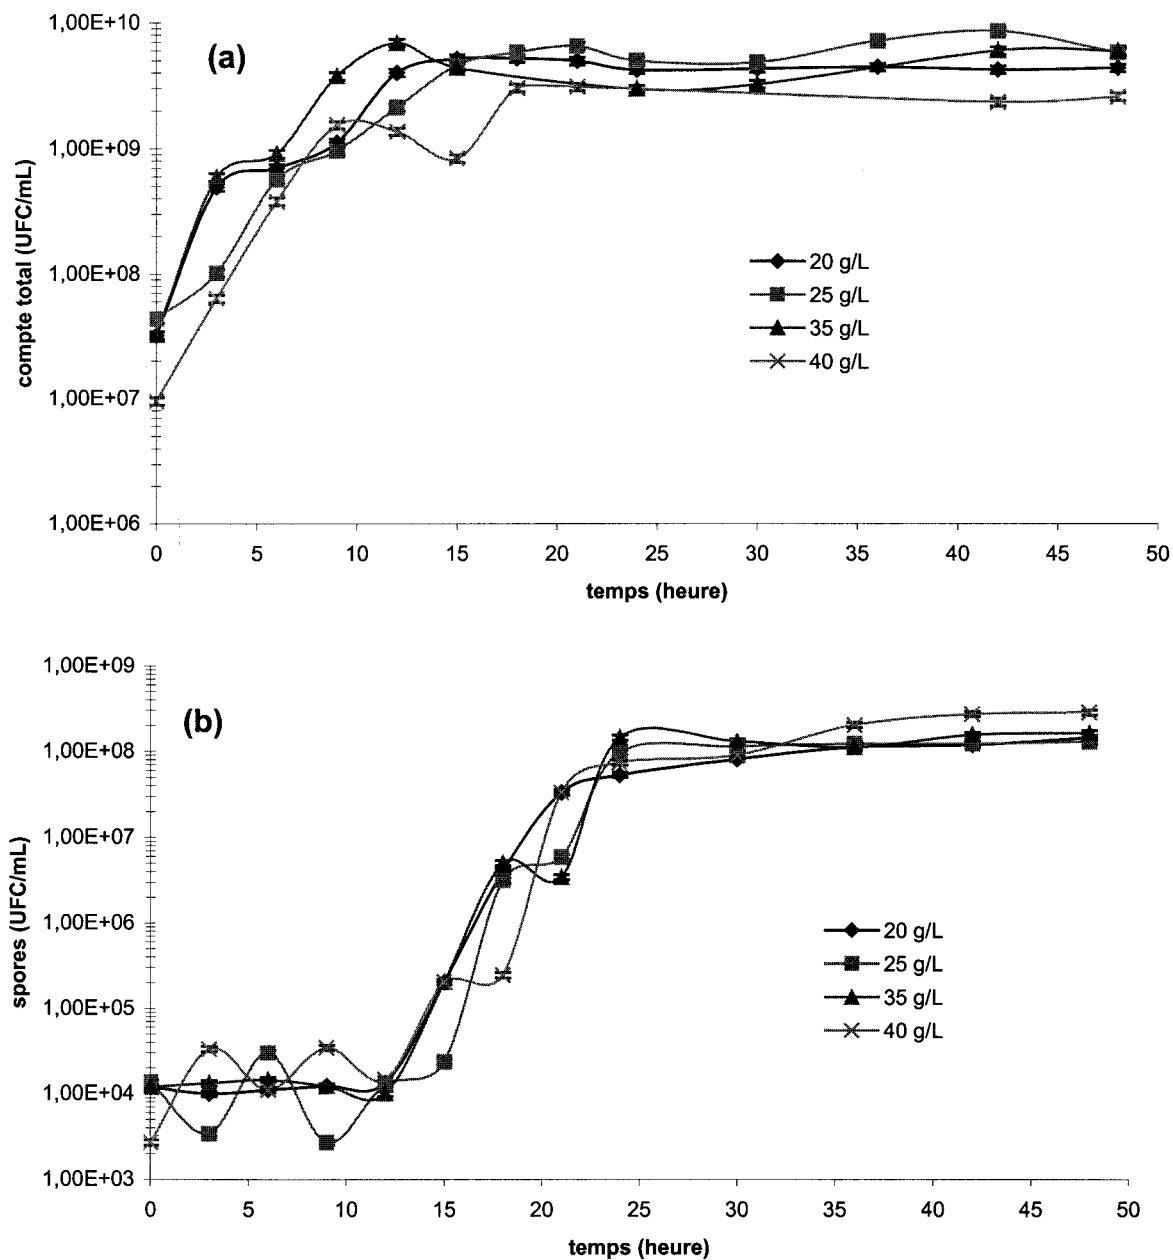 (a)
compte total (UFC/mL)
1,00E+10
1,00E+09
1,00E+08
1,00E+07
1,00E+06
20 g/L
25 g/L
35 g/L
40 g/L
0 5 10 15 20 25 30 35 40 45 50
temps (heure)
(b)
spores (UFC/mL)
1,00E+09
1,00E+08
1,00E+07
1,00E+06
1,00E+05
1,00E+04
1,00E+03
20 g/L
25 g/L
35 g/L
40 g/L
0 5 10 15 20 25 30 35 40 45 50
temps (heure)